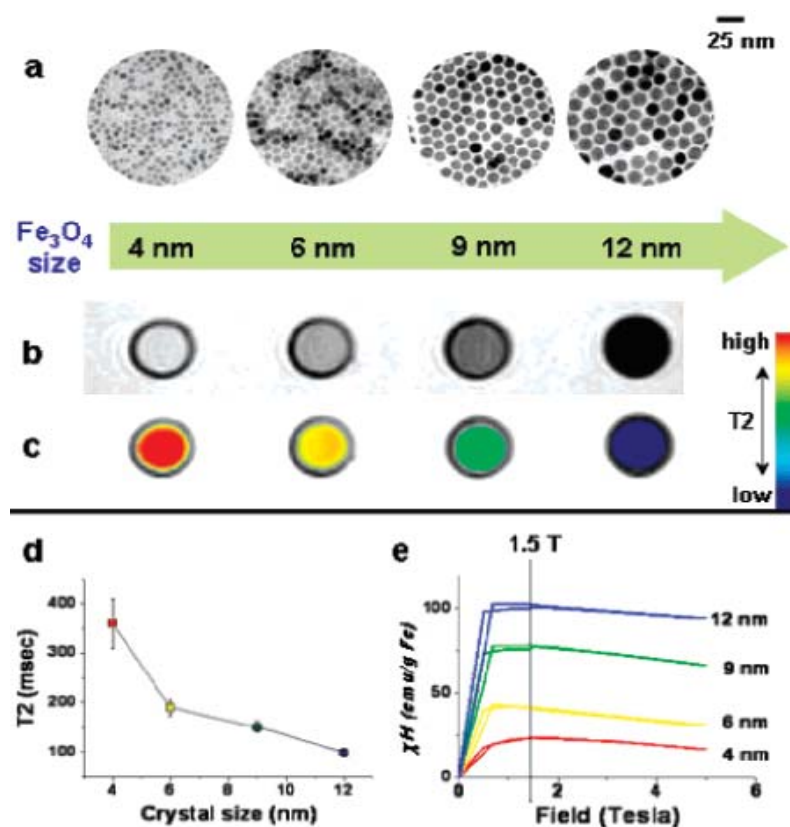 25 nm
a
Fe₃O₄
size
4 nm 6 nm 9 nm 12 nm
b
c
high
T2
low
d
T2 (msec)
400
300
200
100
4 6 8 10 12
Crystal size (nm)
e
1.5 T
χH (emu/g Fe)
100
50
0
12 nm
9 nm
6 nm
4 nm
0 2 4 6
Field (Tesla)